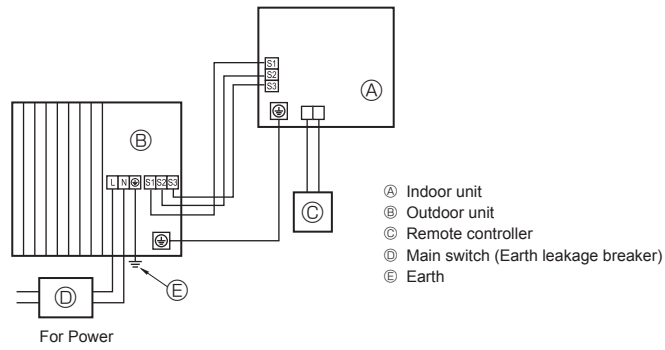 S1
S2
S3
Ⓐ
Ⓑ
L N S1 S2 S3
Ⓒ
Ⓓ
Ⓔ
For Power
Ⓐ Indoor unit
Ⓑ Outdoor unit
Ⓒ Remote controller
Ⓓ Main switch (Earth leakage breaker)
Ⓔ Earth